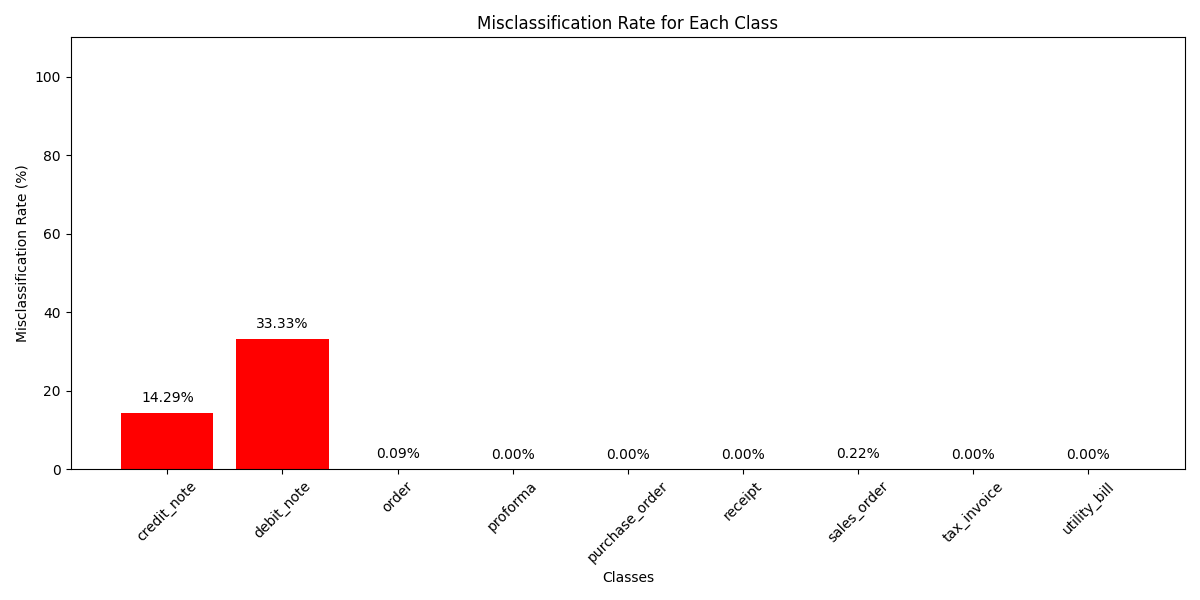 Misclassification Rate for Each Class
Misclassification Rate (%)
100
80
60
40
20
0
14.29%
33.33%
0.09%
0.00%
0.00%
0.00%
0.22%
0.00%
0.00%
credit_note
debit_note
order
proforma
purchase_order
receipt
sales_order
tax_invoice
utility_bill
Classes